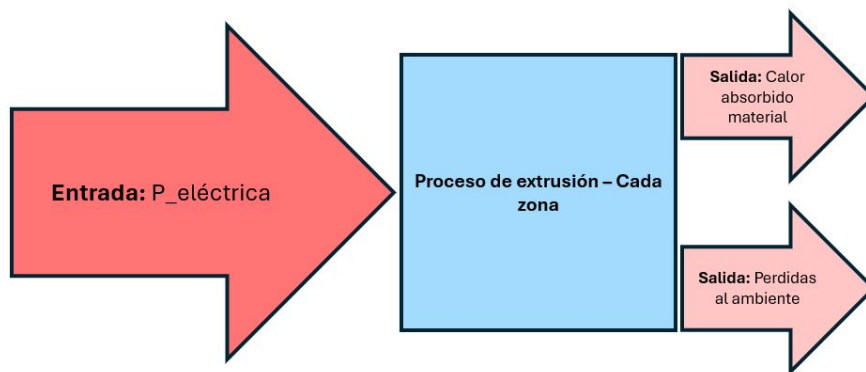 Entrada: P_eléctrica
Proceso de extrusión – Cada
zona
Salida: Calor
absorbido
material
Salida: Perdidas
al ambiente